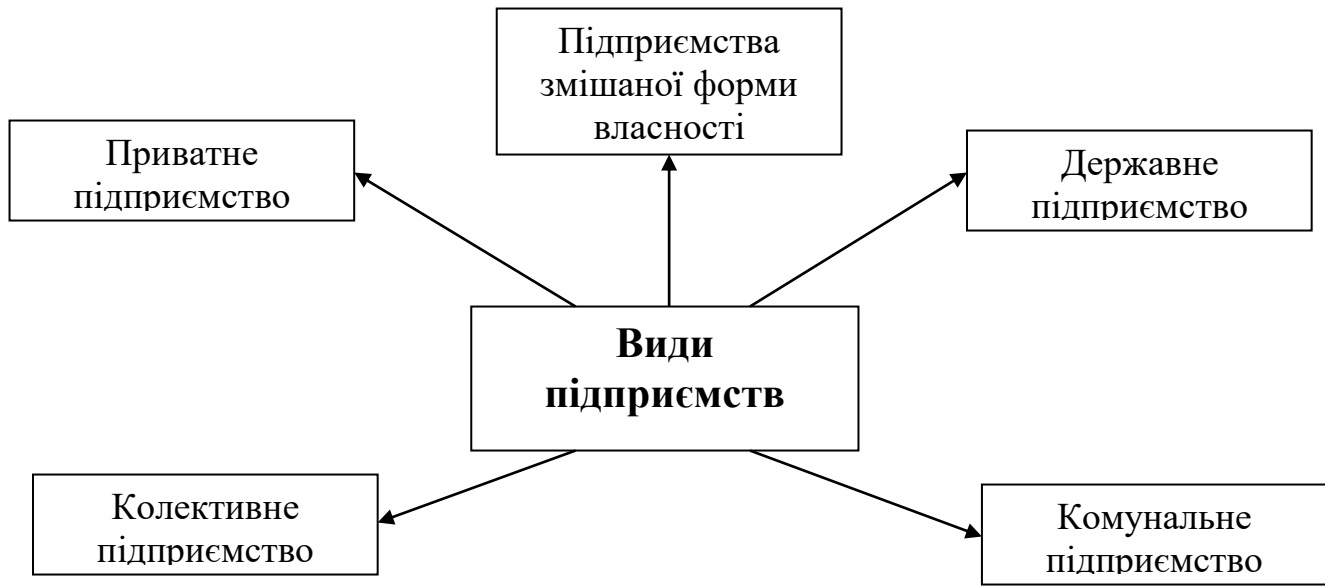 Підприємства
змішаної форми
власності
Приватне
підприємство
Державне
підприємство
Види
підприємств
Колективне
підприємство
Комунальне
підприємство